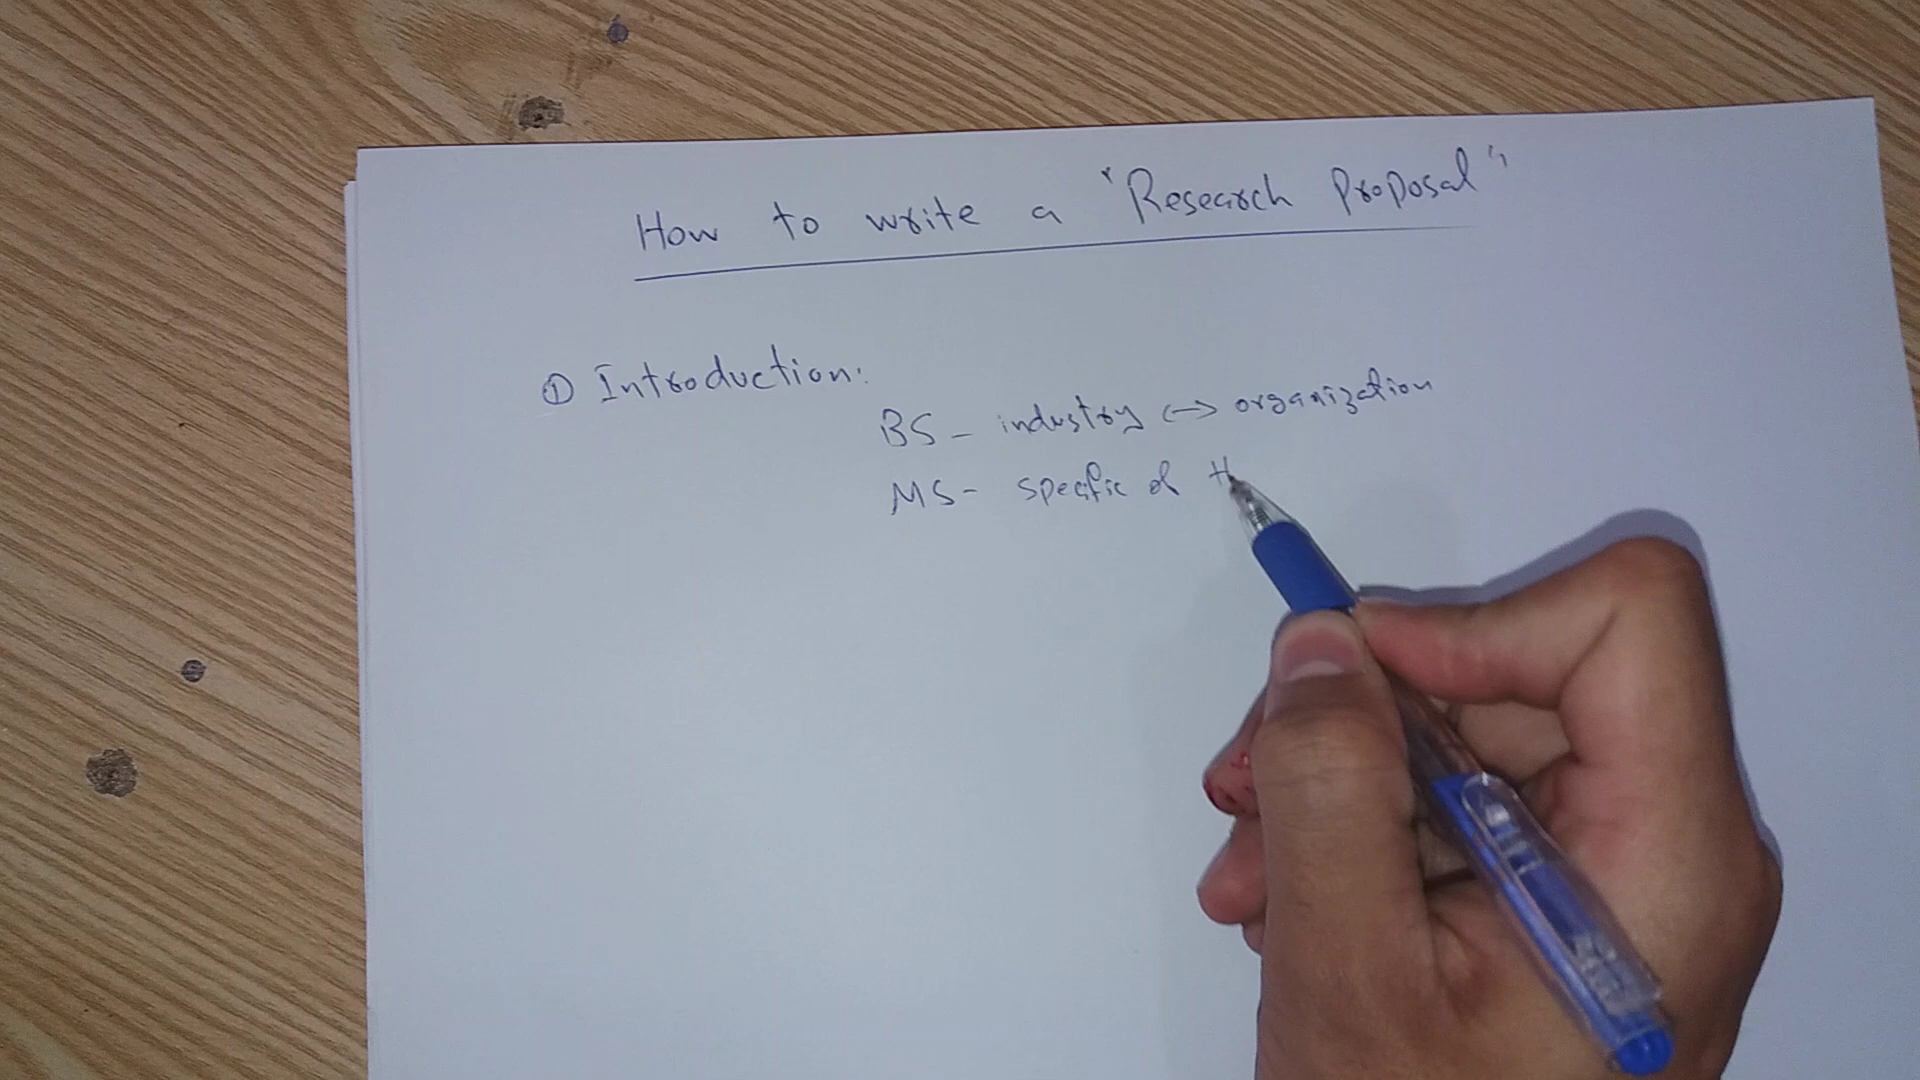 How to write a "Research Proposal"
① Introduction:
BS - industry <-> organization
MS - specific of